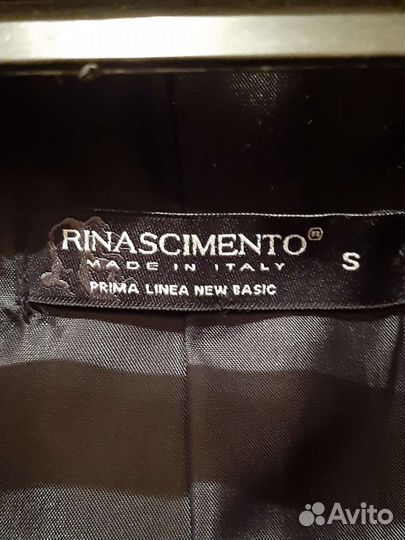 RINASCIMENTO® S
MADE IN ITALY
PRIMA LINEA NEW BASIC
Avito